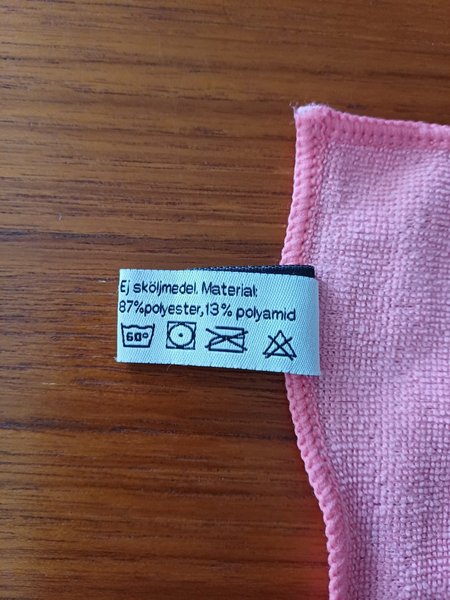 Ej sköljmedel. Material:
87%polyester,13% polyamid
60°